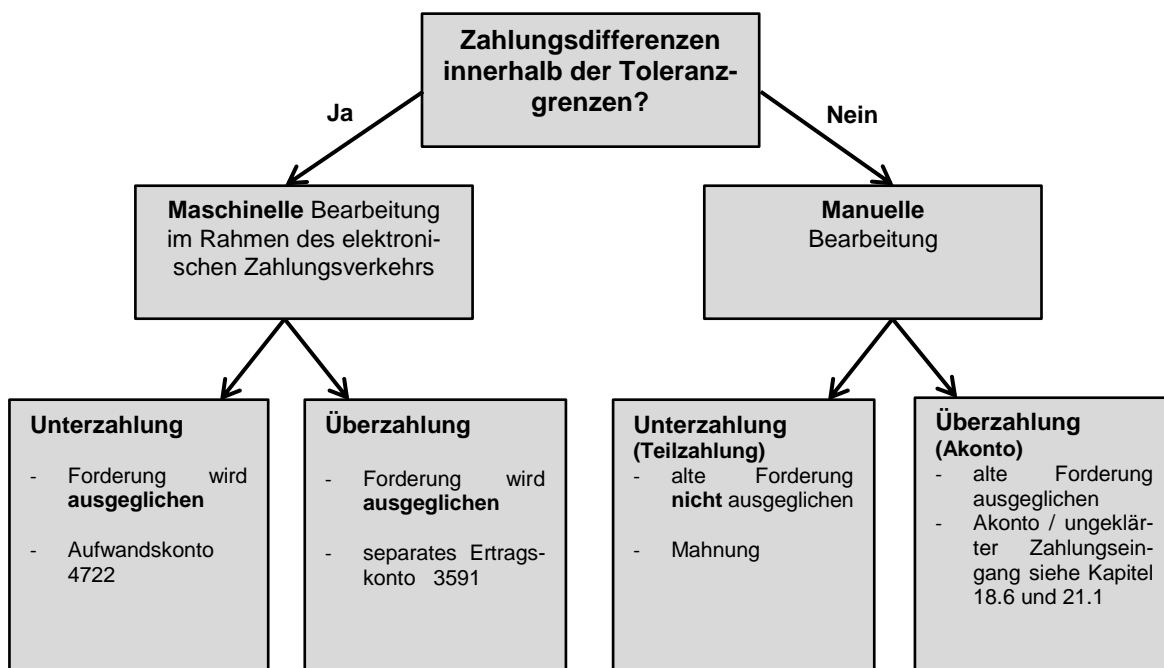 Zahlungsdifferenzen
innerhalb der Toleranz-
grenzen?
Ja
Nein
Maschinelle Bearbeitung
im Rahmen des elektroni-
schen Zahlungsverkehrs
Manuelle
Bearbeitung
Unterzahlung
- Forderung wird
ausgeglichen
- Aufwandskonto
4722
Überzahlung
- Forderung wird
ausgeglichen
- separates Ertrags-
konto 3591
Unterzahlung
(Teilzahlung)
- alte Forderung
nicht ausgeglichen
- Mahnung
Überzahlung
(Akonto)
- alte Forderung
ausgeglichen
- Akonto / ungeklär-
ter Zahlungsein-
gang siehe Kapitel
18.6 und 21.1